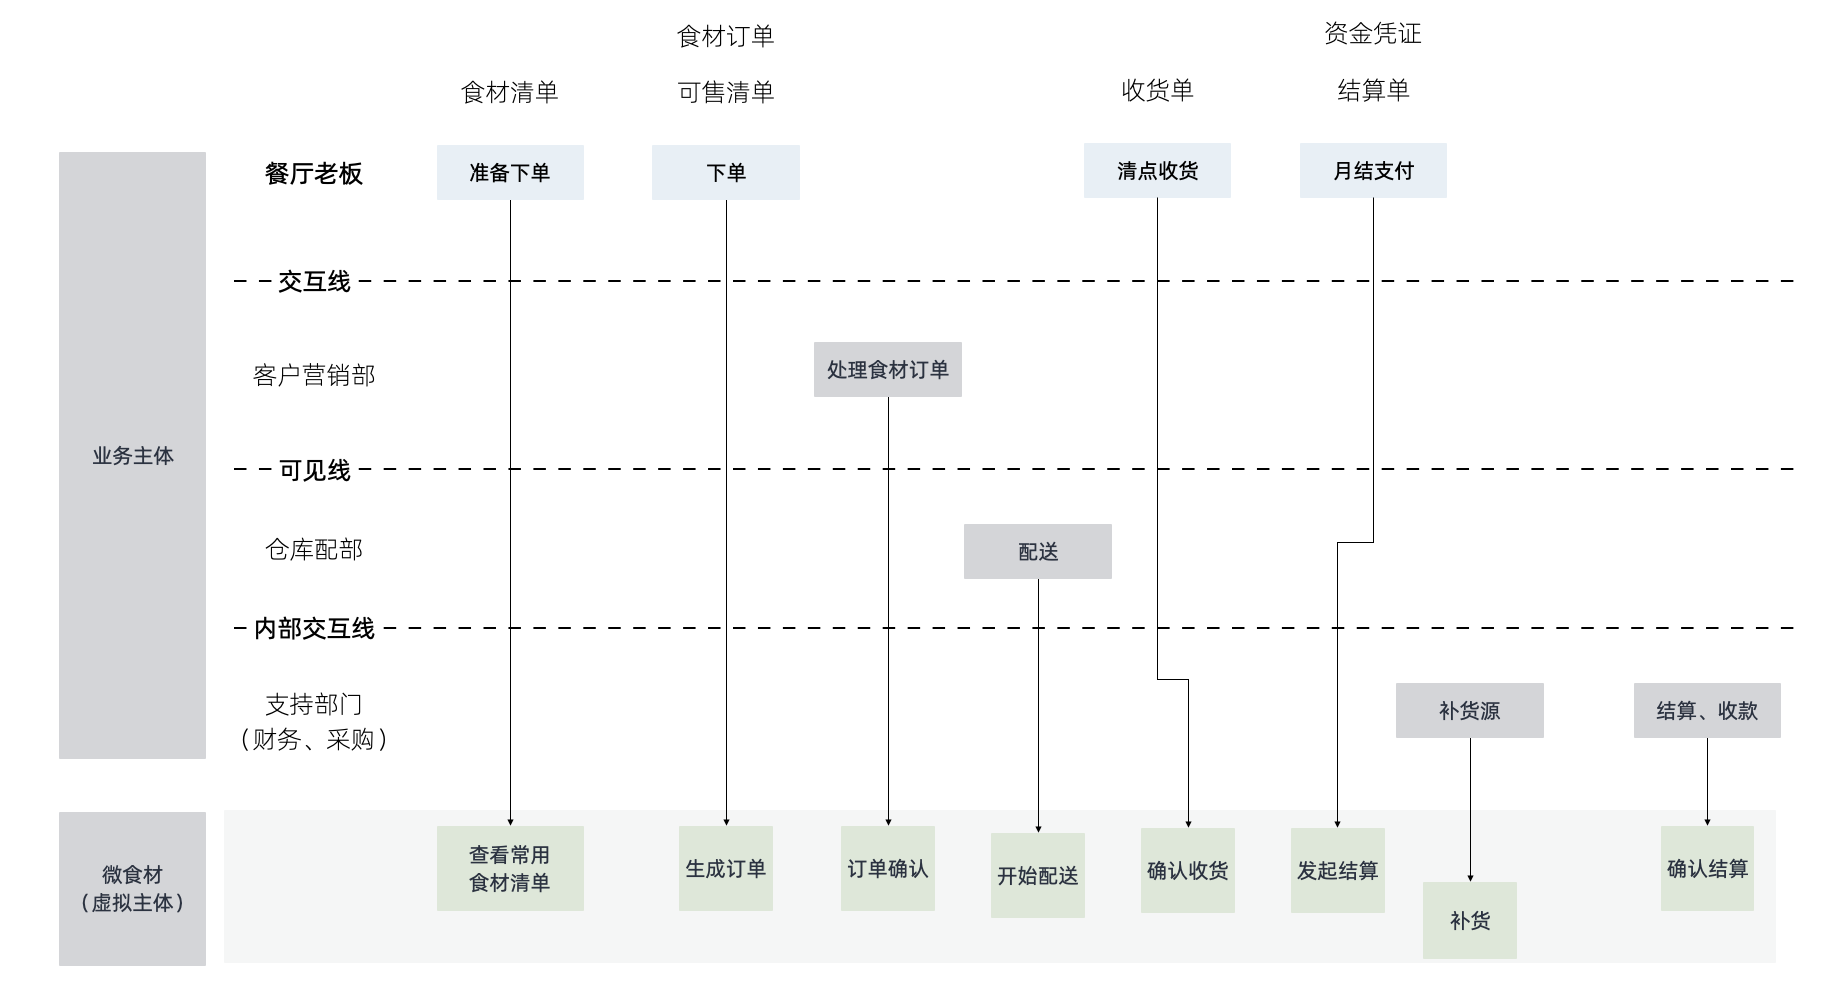 食材订单
资金凭证
食材清单
可售清单
收货单
结算单
餐厅老板
准备下单
下单
清点收货
月结支付
交互线
客户营销部
处理食材订单
业务主体
可见线
仓库配部
配送
内部交互线
支持部门
（财务、采购）
补货源
结算、收款
微食材
（虚拟主体）
查看常用
食材清单
生成订单
订单确认
开始配送
确认收货
发起结算
补货
确认结算